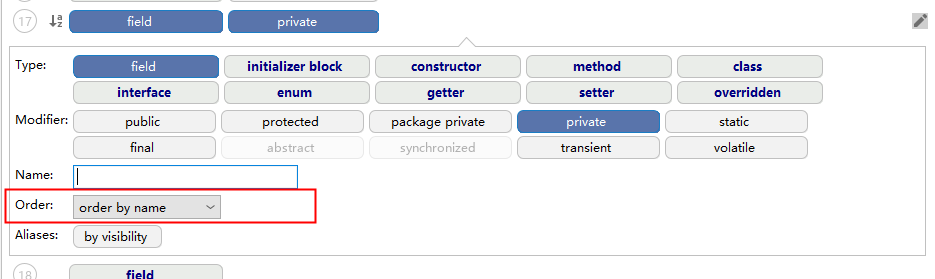 17 a z field private
Type: field initializer block constructor method class
interface enum getter setter overridden
Modifier: public protected package private private static
final abstract synchronized transient volatile
Name:
Order: order by name
Aliases: by visibility
18 field